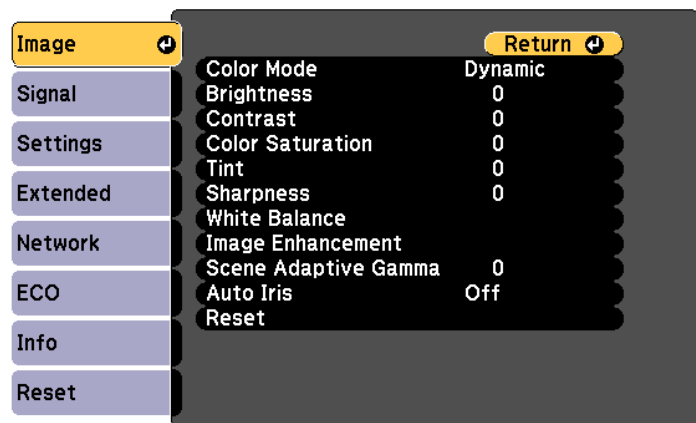 Image
Signal
Settings
Extended
Network
ECO
Info
Reset
Return
Color Mode Dynamic
Brightness 0
Contrast 0
Color Saturation 0
Tint 0
Sharpness 0
White Balance
Image Enhancement
Scene Adaptive Gamma 0
Auto Iris Off
Reset